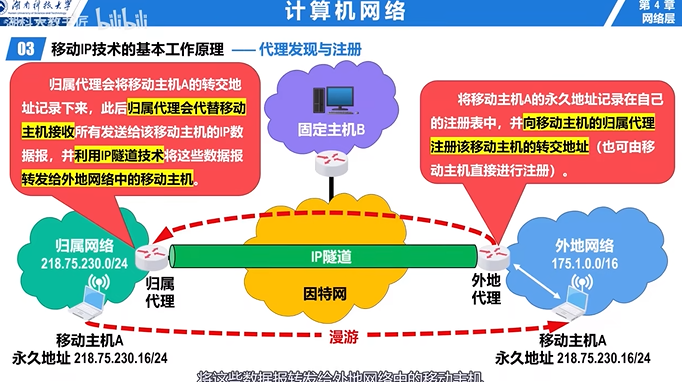 湖南科技大学
bilibili
计算机网络
第 4 章
网络层
03 移动IP技术的基本工作原理 —— 代理发现与注册
归属代理会将移动主机A的转交地
址记录下来，此后归属代理会代替移动
主机接收所有发送给该移动主机的IP数
据报，并利用IP隧道技术将这些数据报
转发给外地网络中的移动主机。
固定主机B
将移动主机A的永久地址记录在自己
的注册表中，并向移动主机的归属代理
注册该移动主机的转交地址（也可由移
动主机直接进行注册）。
归属网络
218.75.230.0/24
归属
代理
IP隧道
因特网
外地
代理
外地网络
175.1.0.0/16
移动主机A
永久地址 218.75.230.16/24
漫游
移动主机A
永久地址 218.75.230.16/24
将这些数据报转发给外地网络中的移动主机